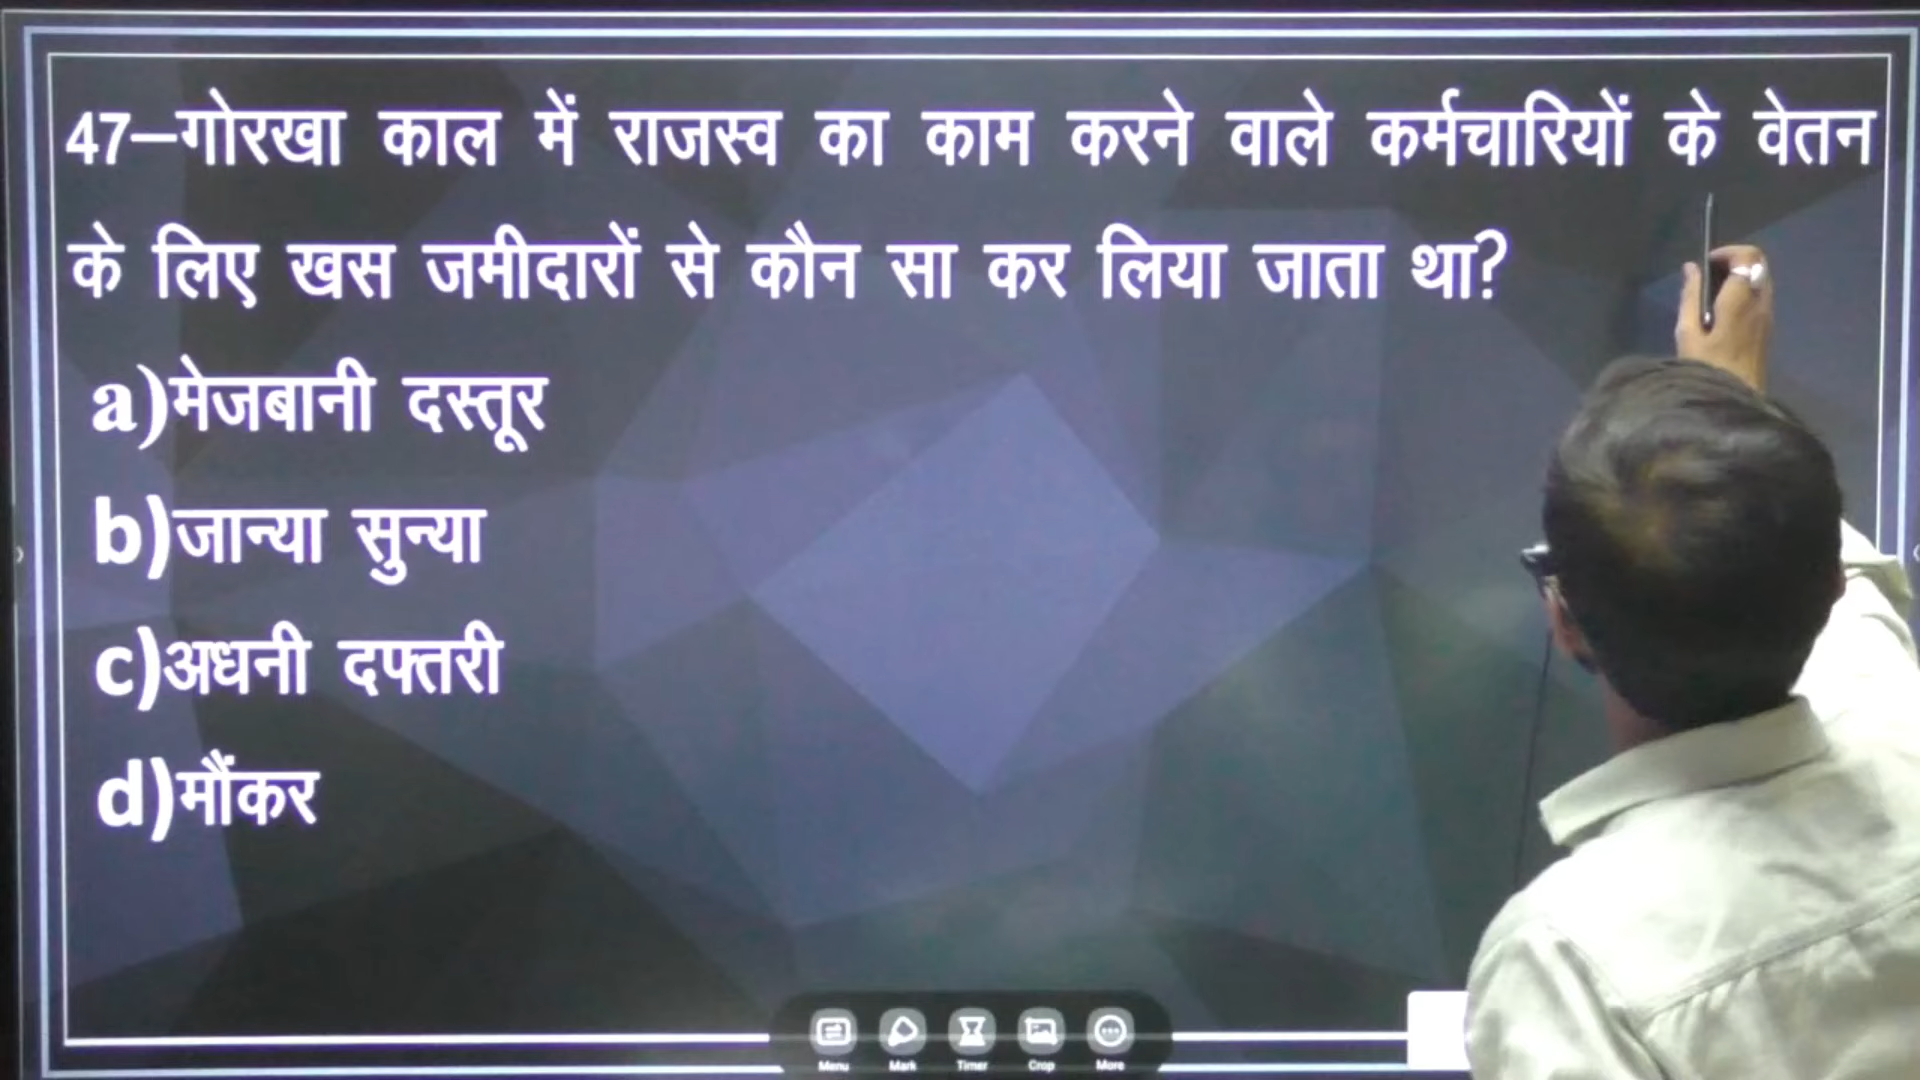 47–गोरखा काल में राजस्व का काम करने वाले कर्मचारियों के वेतन
के लिए खस जमीदारों से कौन सा कर लिया जाता था?
a)मेजबानी दस्तूर
b)जान्या सुन्या
c)अधनी दफ्तरी
d)मौंकर
Menu Mark Timer Crop More